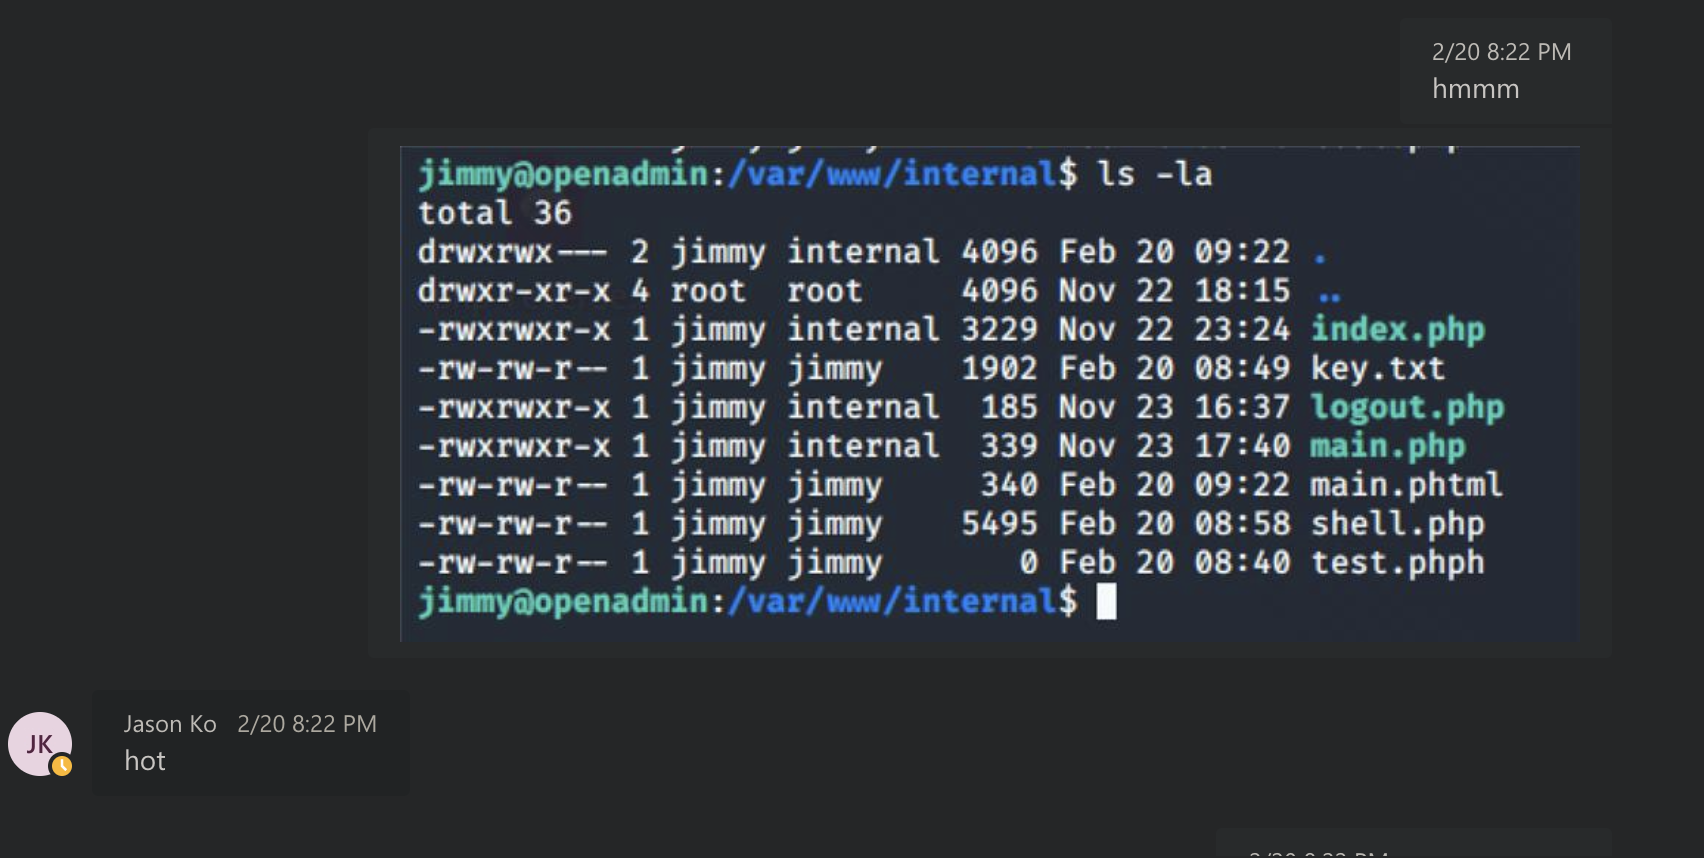 2/20 8:22 PM
hmmm
jimmy@openadmin:/var/www/internal$ ls -la
total 36
drwxrwx--- 2 jimmy internal 4096 Feb 20 09:22 .
drwxr-xr-x 4 root root 4096 Nov 22 18:15 ..
-rwxrwxr-x 1 jimmy internal 3229 Nov 22 23:24 index.php
-rw-rw-r-- 1 jimmy jimmy 1902 Feb 20 08:49 key.txt
-rwxrwxr-x 1 jimmy internal 185 Nov 23 16:37 logout.php
-rwxrwxr-x 1 jimmy internal 339 Nov 23 17:40 main.php
-rw-rw-r-- 1 jimmy jimmy 340 Feb 20 09:22 main.phtml
-rw-rw-r-- 1 jimmy jimmy 5495 Feb 20 08:58 shell.php
-rw-rw-r-- 1 jimmy jimmy 0 Feb 20 08:40 test.phph
jimmy@openadmin:/var/www/internal$
JK
Jason Ko 2/20 8:22 PM
hot